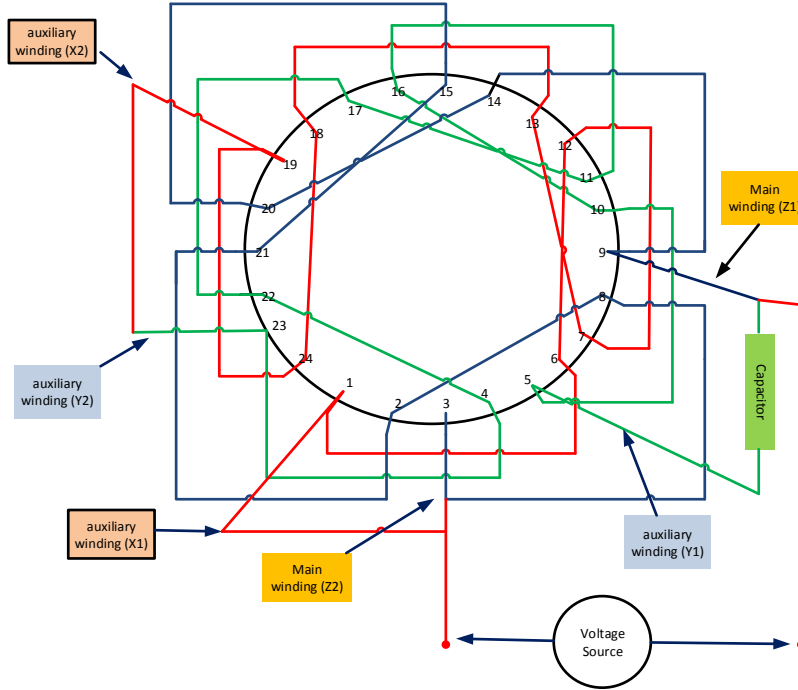 auxiliary
winding (X2)
16
15
14
17
13
18
12
19
11
Main
winding (Z1)
20
10
21
9
22
8
23
7
24
6
1
5
4
2
3
auxiliary
winding (Y2)
Capacitor
auxiliary
winding (X1)
Main
winding (Z2)
auxiliary
winding (Y1)
Voltage
Source